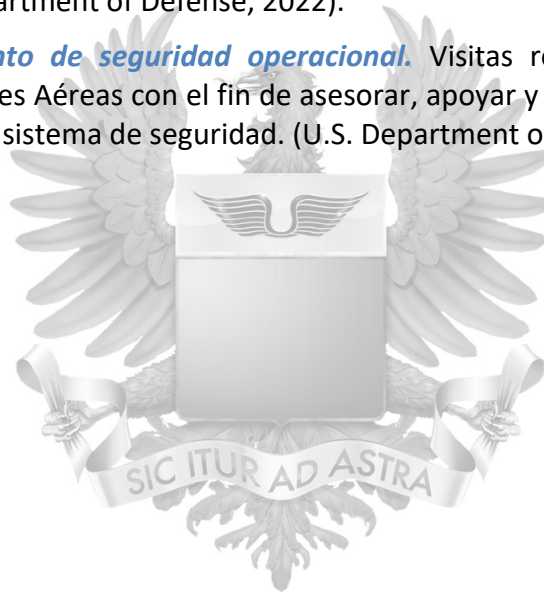 artment of Defense, 2022).
nto de seguridad operacional. Visitas re
es Aéreas con el fin de asesorar, apoyar y
sistema de seguridad. (U.S. Department o
SIC ITUR AD ASTRA